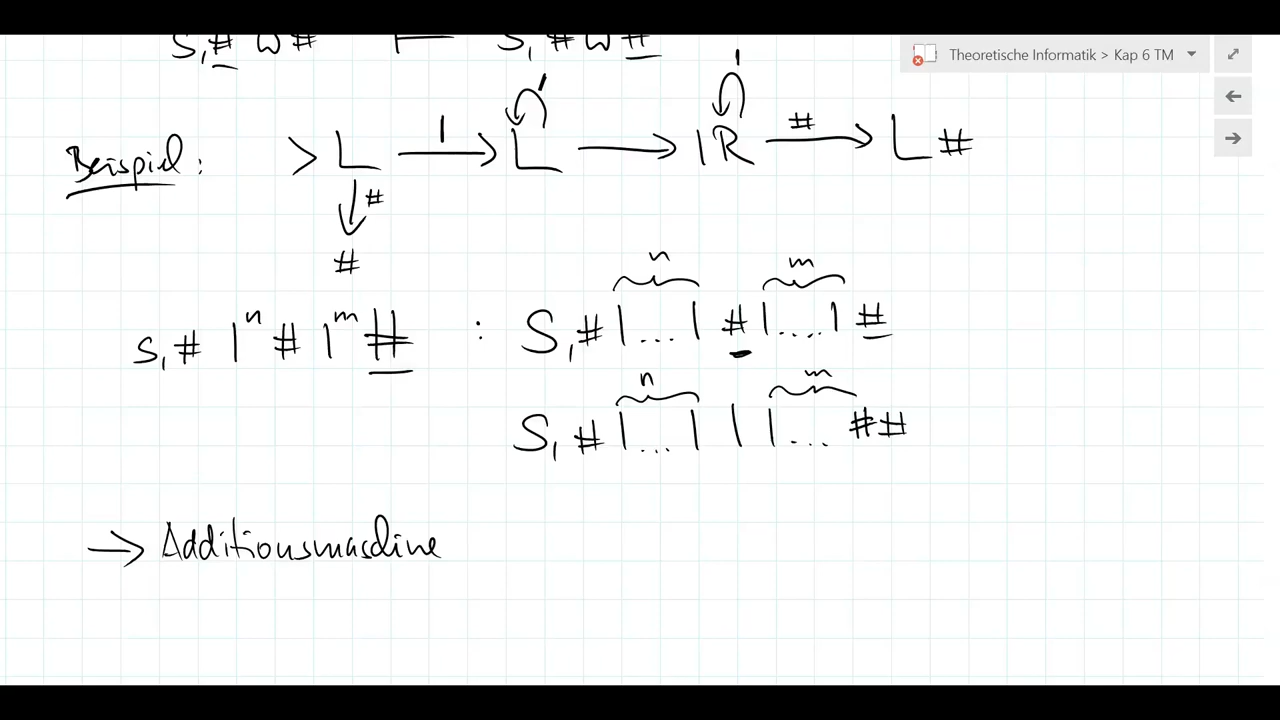 S,# w # ⊢ S,#w#
Theoretische Informatik > Kap 6 TM
Beispiel: > L —|→ L → |R —#→ L #
| | #
#
n m
s,# |ⁿ # |ᵐ # : S,#|...| # |....| #
n m
S,#|...| | |... ##
→ Additionsmaschine